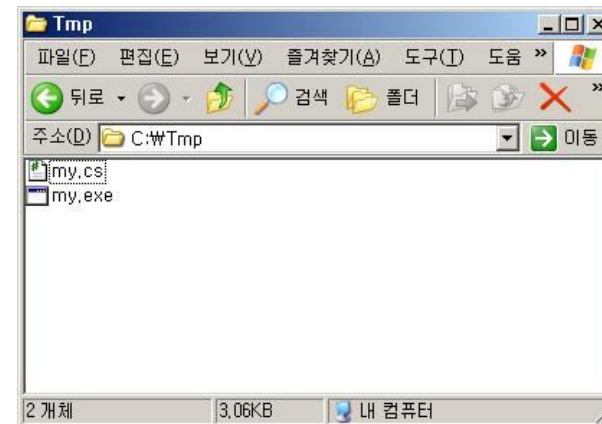 Tmp
파일(F) 편집(E) 보기(V) 즐겨찾기(A) 도구(T) 도움 »
뒤로 검색 폴더 »
주소(D) C:₩Tmp 이동
my.cs
my.exe
2 개체 3,06KB 내 컴퓨터